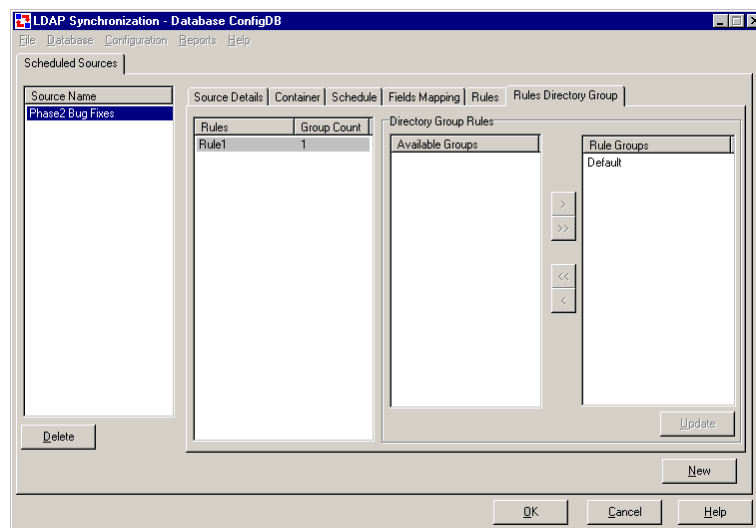 LDAP Synchronization - Database ConfigDB
File Database Configuration Reports Help
Scheduled Sources
Source Name
Phase2 Bug Fixes
Source Details Container Schedule Fields Mapping Rules Rules Directory Group
Rules Group Count
Rule1 1
Directory Group Rules
Available Groups
Rule Groups
Default
>
>>
<<
<
Update
Delete
New
OK Cancel Help